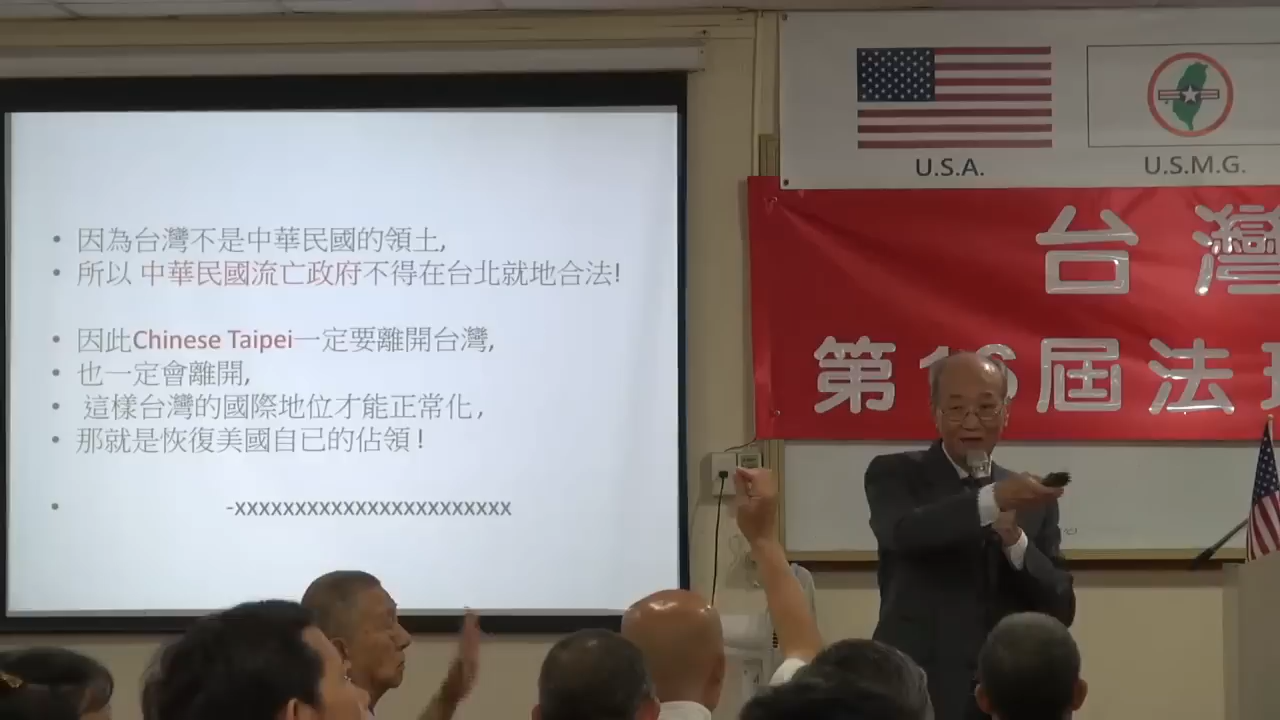 因為台灣不是中華民國的領土,
所以 中華民國流亡政府不得在台北就地合法!
因此Chinese Taipei一定要離開台灣,
也一定會離開,
這樣台灣的國際地位才能正常化,
那就是恢復美國自已的佔領!
-xxxxxxxxxxxxxxxxxxxxxxx
U.S.A.
U.S.M.G.
台灣
第16屆法